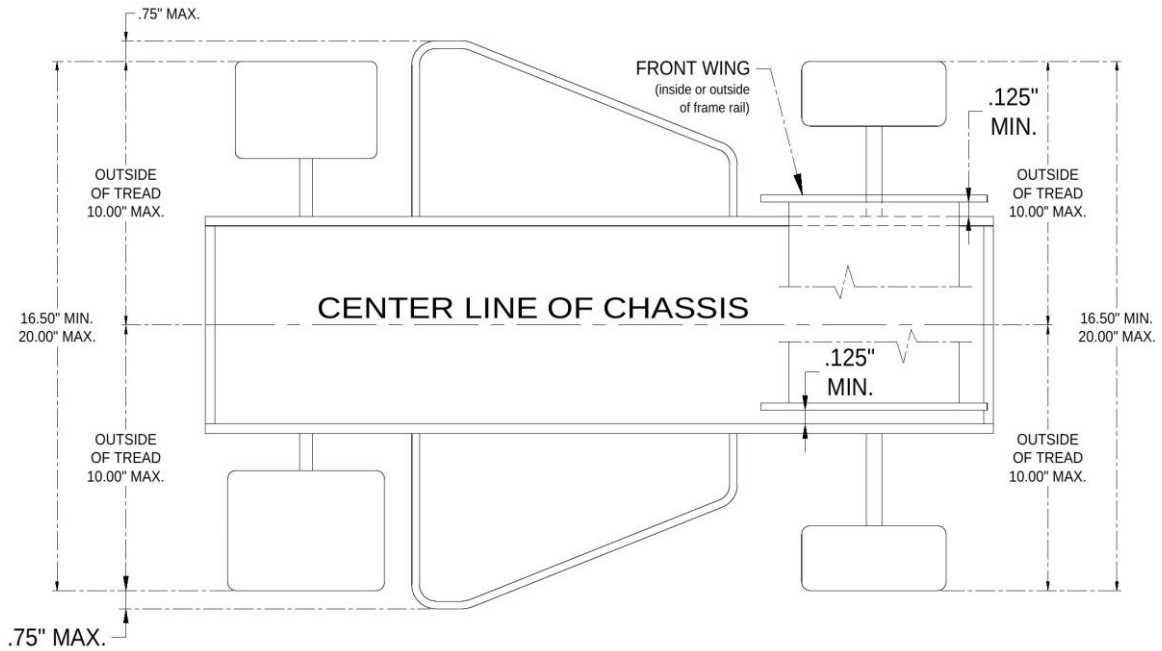 .75" MAX.
FRONT WING
(inside or outside
of frame rail)
.125"
MIN.
OUTSIDE
OF TREAD
10.00" MAX.
OUTSIDE
OF TREAD
10.00" MAX.
CENTER LINE OF CHASSIS
16.50" MIN.
20.00" MAX.
16.50" MIN.
20.00" MAX.
.125"
MIN.
OUTSIDE
OF TREAD
10.00" MAX.
OUTSIDE
OF TREAD
10.00" MAX.
.75" MAX.